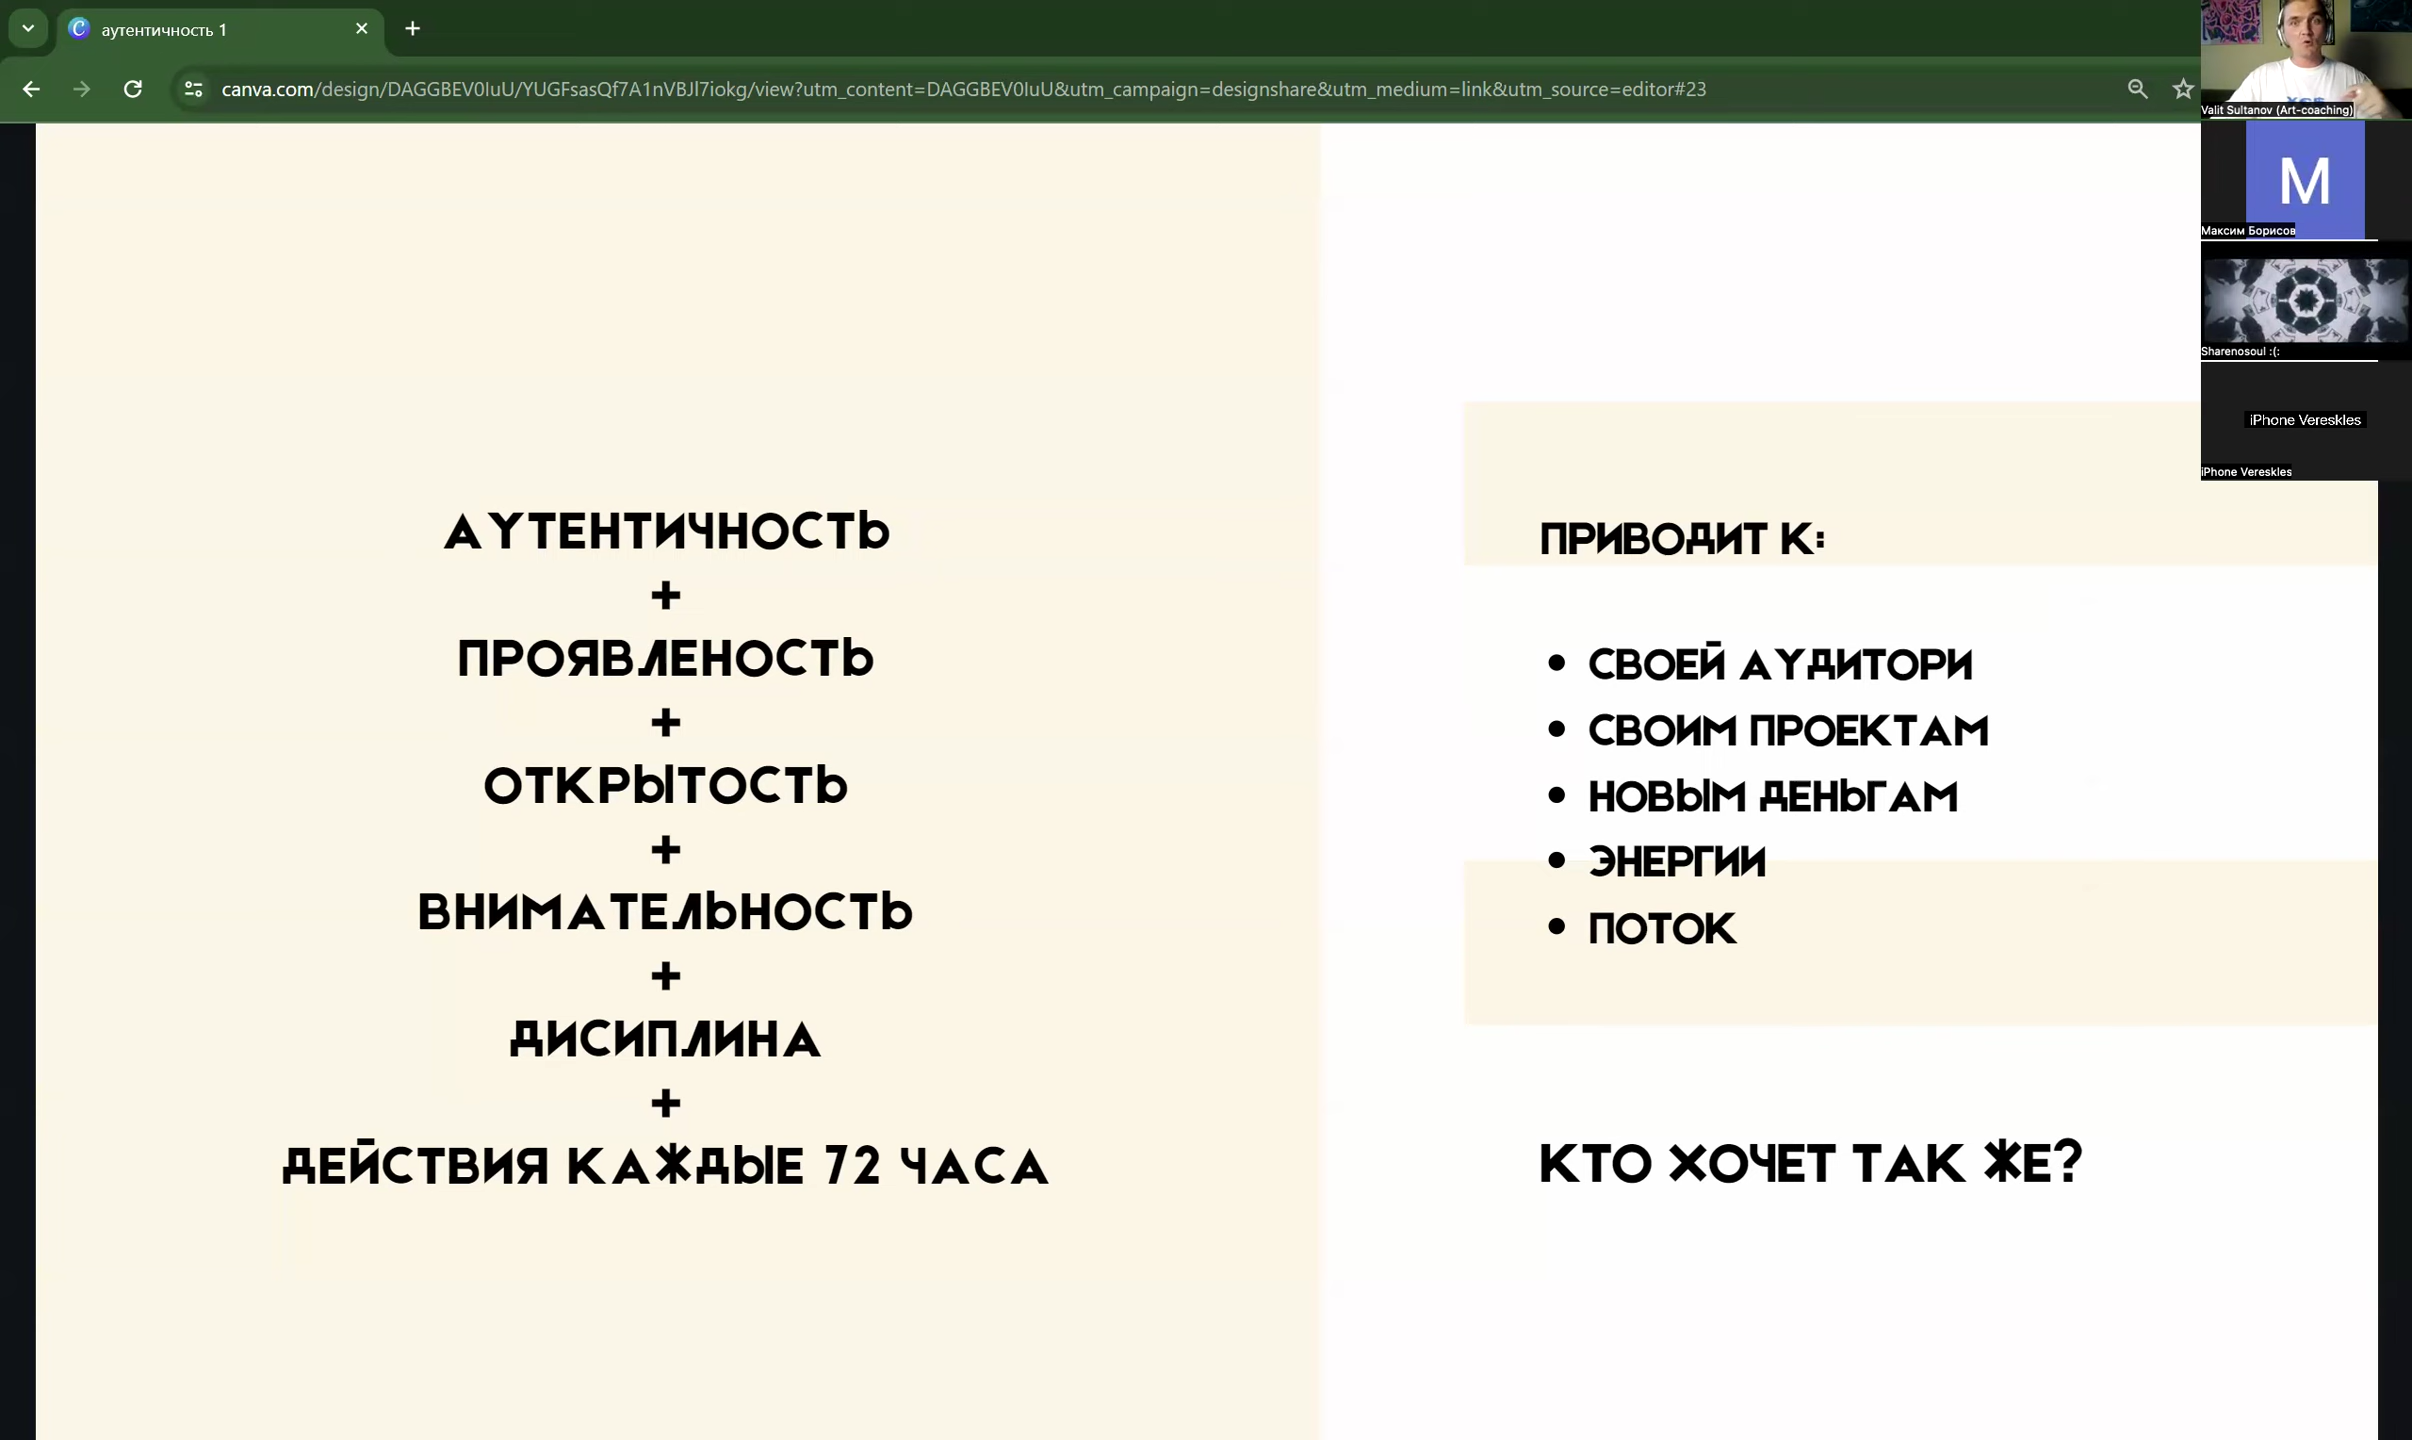 аутентичность 1
canva.com/design/DAGGBEV0IuU/YUGFsasQf7A1nVBJl7iokg/view?utm_content=DAGGBEV0IuU&utm_campaign=designshare&utm_medium=link&utm_source=editor#23
Valit Sultanov (Art-coaching)
M
Максим Борисов
Sharenosoul :(:
iPhone Vereskles
iPhone Vereskles
АУТЕНТИЧНОСТЬ
+
ПРОЯВЛЕНОСТЬ
+
ОТКРЫТОСТЬ
+
ВНИМАТЕЛЬНОСТЬ
+
ДИСИПЛИНА
+
ДЕЙСТВИЯ КАЖДЫЕ 72 ЧАСА
ПРИВОДИТ К:
• СВОЕЙ АУДИТОРИ
• СВОИМ ПРОЕКТАМ
• НОВЫМ ДЕНЬГАМ
• ЭНЕРГИИ
• ПОТОК
КТО ХОЧЕТ ТАК ЖЕ?